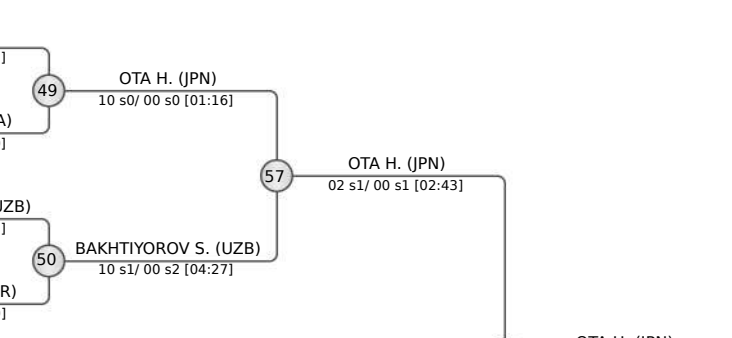 ]
OTA H. (JPN)
49
10 s0/ 00 s0 [01:16]
A)
]
OTA H. (JPN)
57
02 s1/ 00 s1 [02:43]
UZB)
]
BAKHTIYOROV S. (UZB)
50
10 s1/ 00 s2 [04:27]
R)
]